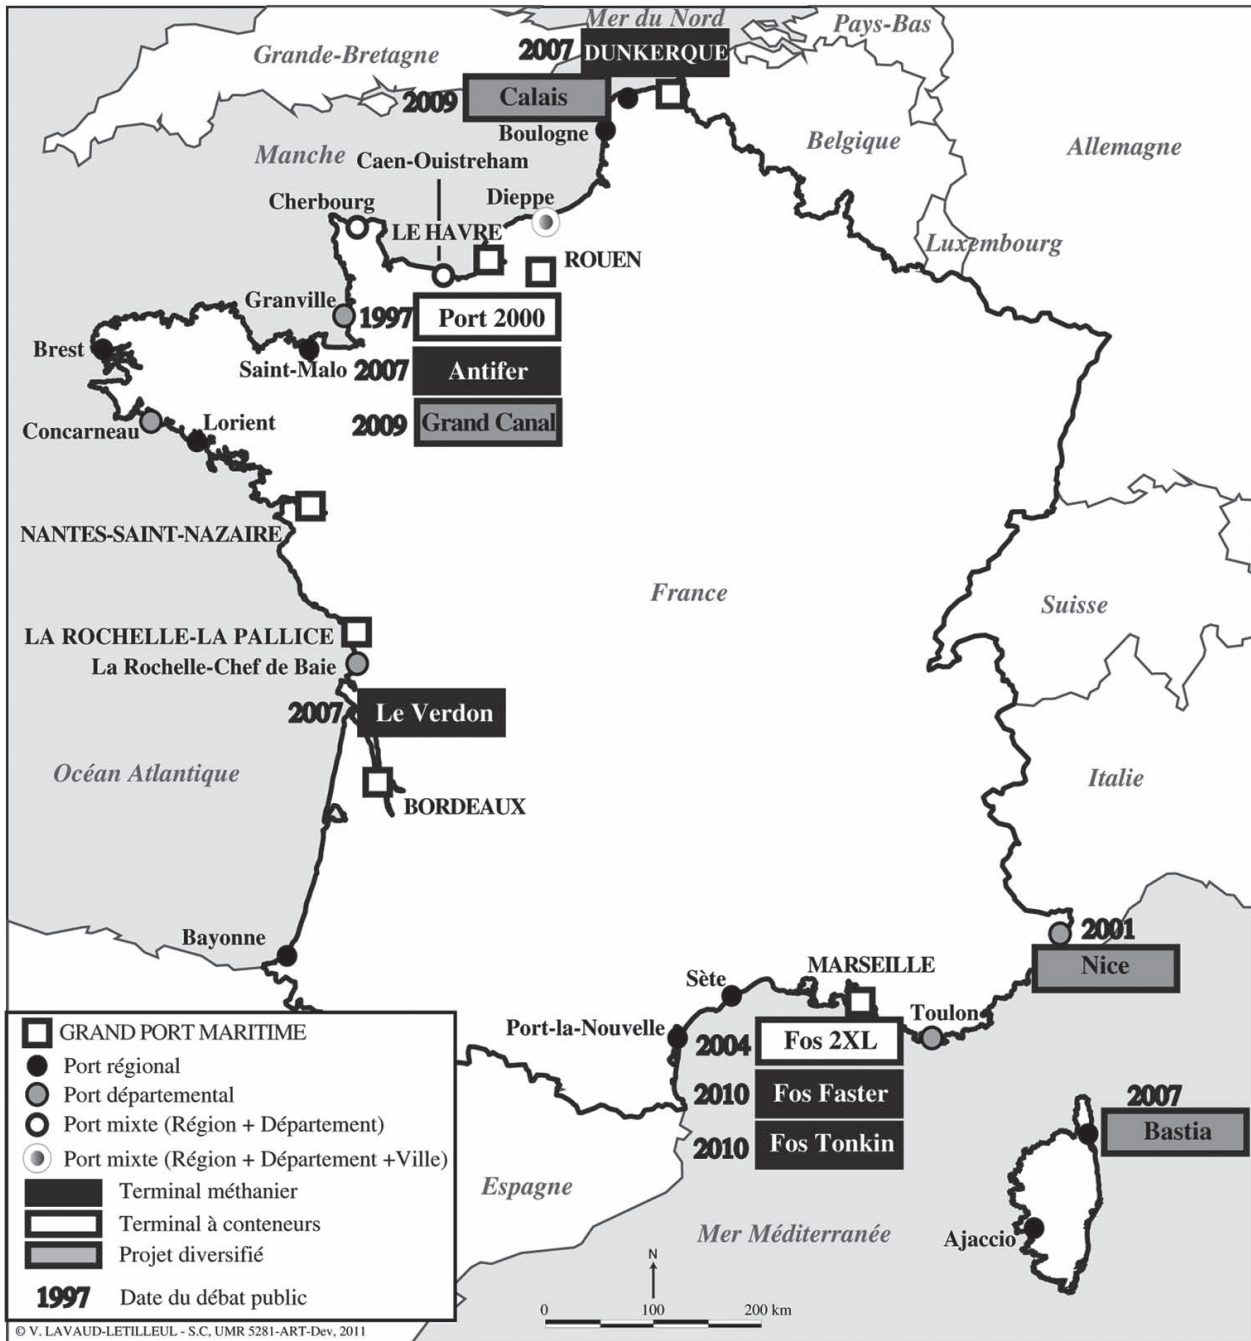 Mer du Nord
Pays-Bas
Grande-Bretagne
2007 DUNKERQUE
2009 Calais
Boulogne
Belgique
Allemagne
Manche
Caen-Ouistreham
Cherbourg
Dieppe
LE HAVRE
ROUEN
Luxembourg
Granville
1997 Port 2000
Brest
Saint-Malo
2007 Antifer
2009 Grand Canal
Concarneau
Lorient
NANTES-SAINT-NAZAIRE
France
Suisse
LA ROCHELLE-LA PALLICE
La Rochelle-Chef de Baie
2007 Le Verdon
Océan Atlantique
Italie
BORDEAUX
Bayonne
2001
Nice
MARSEILLE
Sète
Toulon
Port-la-Nouvelle
2004 Fos 2XL
2010 Fos Faster
2010 Fos Tonkin
2007
Bastia
Ajaccio
Espagne
Mer Méditerranée
GRAND PORT MARITIME
Port régional
Port départemental
Port mixte (Région + Département)
Port mixte (Région + Département +Ville)
Terminal méthanier
Terminal à conteneurs
Projet diversifié
1997 Date du débat public
N
0 100 200 km
© V. LAVAUD-LETILLEUL - S.C, UMR 5281-ART-Dev, 2011